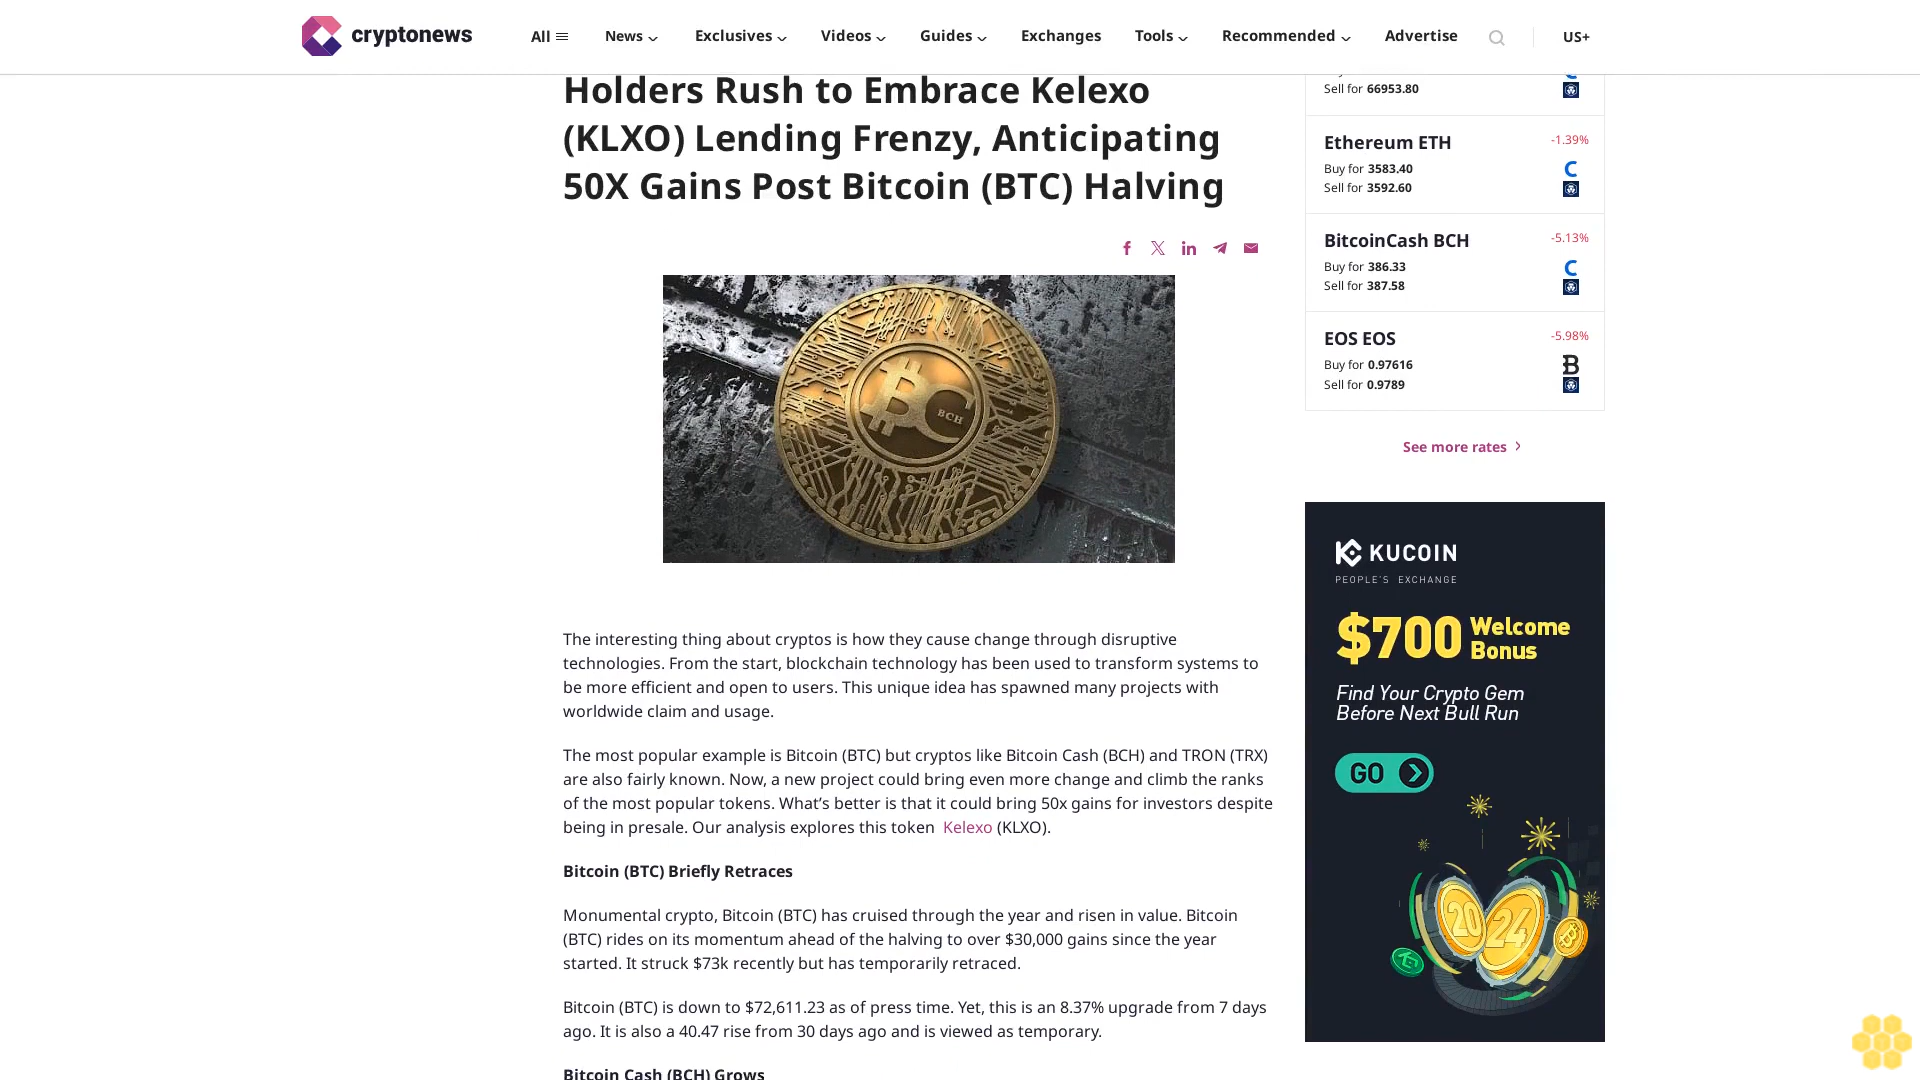 cryptonews
All
News
Exclusives
Videos
Guides
Exchanges
Tools
Recommended
Advertise
US+
Holders Rush to Embrace Kelexo
(KLXO) Lending Frenzy, Anticipating
50X Gains Post Bitcoin (BTC) Halving
BCH
The interesting thing about cryptos is how they cause change through disruptive
technologies. From the start, blockchain technology has been used to transform systems to
be more efficient and open to users. This unique idea has spawned many projects with
worldwide claim and usage.
The most popular example is Bitcoin (BTC) but cryptos like Bitcoin Cash (BCH) and TRON (TRX)
are also fairly known. Now, a new project could bring even more change and climb the ranks
of the most popular tokens. What’s better is that it could bring 50x gains for investors despite
being in presale. Our analysis explores this token Kelexo (KLXO).
Bitcoin (BTC) Briefly Retraces
Monumental crypto, Bitcoin (BTC) has cruised through the year and risen in value. Bitcoin
(BTC) rides on its momentum ahead of the halving to over $30,000 gains since the year
started. It struck $73k recently but has temporarily retraced.
Bitcoin (BTC) is down to $72,611.23 as of press time. Yet, this is an 8.37% upgrade from 7 days
ago. It is also a 40.47 rise from 30 days ago and is viewed as temporary.
Bitcoin Cash (BCH) Grows
Sell for 66953.80
Ethereum ETH
-1.39%
Buy for 3583.40
Sell for 3592.60
BitcoinCash BCH
-5.13%
Buy for 386.33
Sell for 387.58
EOS EOS
-5.98%
Buy for 0.97616
Sell for 0.9789
See more rates
KUCOIN
PEOPLE'S EXCHANGE
$700 Welcome
Bonus
Find Your Crypto Gem
Before Next Bull Run
GO
20
24